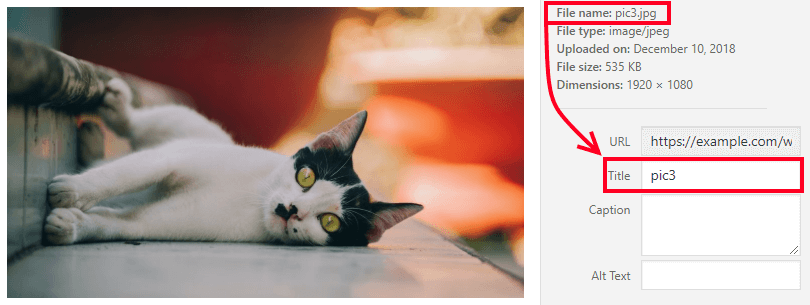 File name: pic3.jpg
File type: image/jpeg
Uploaded on: December 10, 2018
File size: 535 KB
Dimensions: 1920 × 1080
URL https://example.com/w
Title pic3
Caption
Alt Text